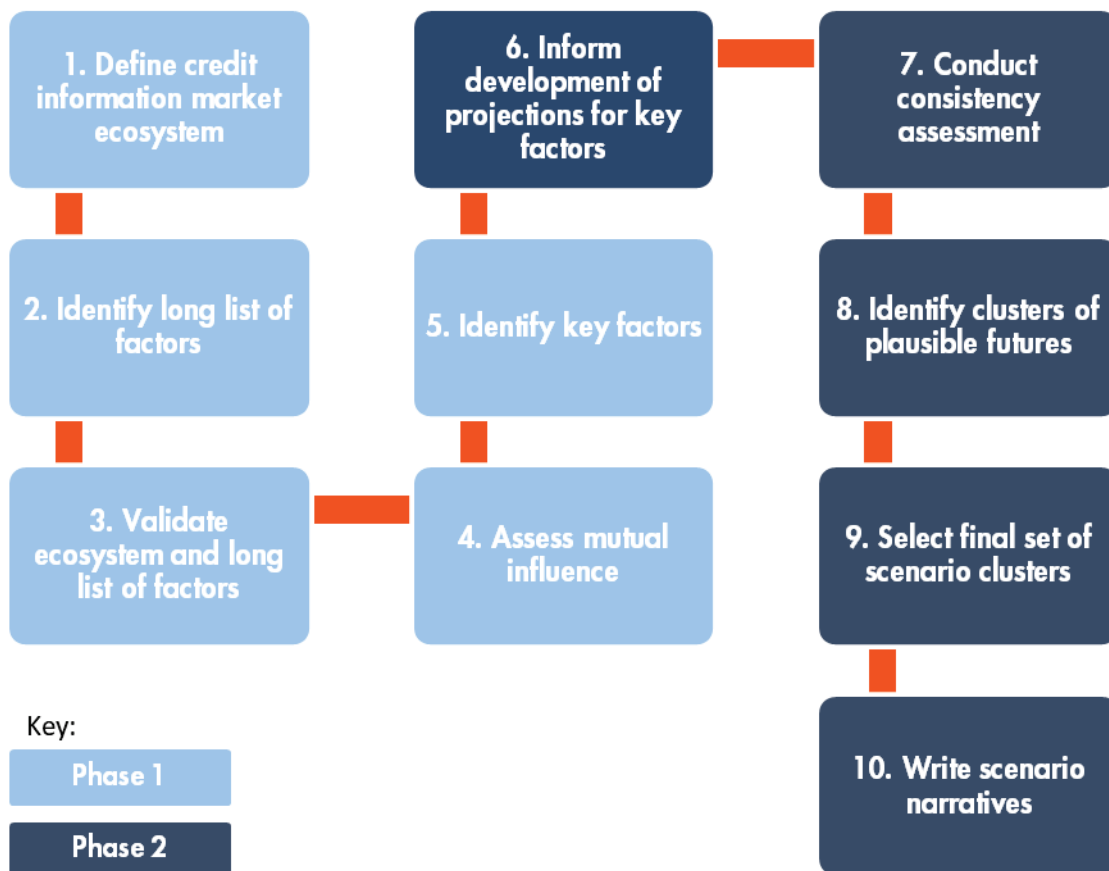 1. Define credit
information market
ecosystem
2. Identify long list of
factors
3. Validate
ecosystem and long
list of factors
4. Assess mutual
influence
5. Identify key factors
6. Inform
development of
projections for key
factors
7. Conduct
consistency
assessment
8. Identify clusters of
plausible futures
9. Select final set of
scenario clusters
10. Write scenario
narratives
Key:
Phase 1
Phase 2